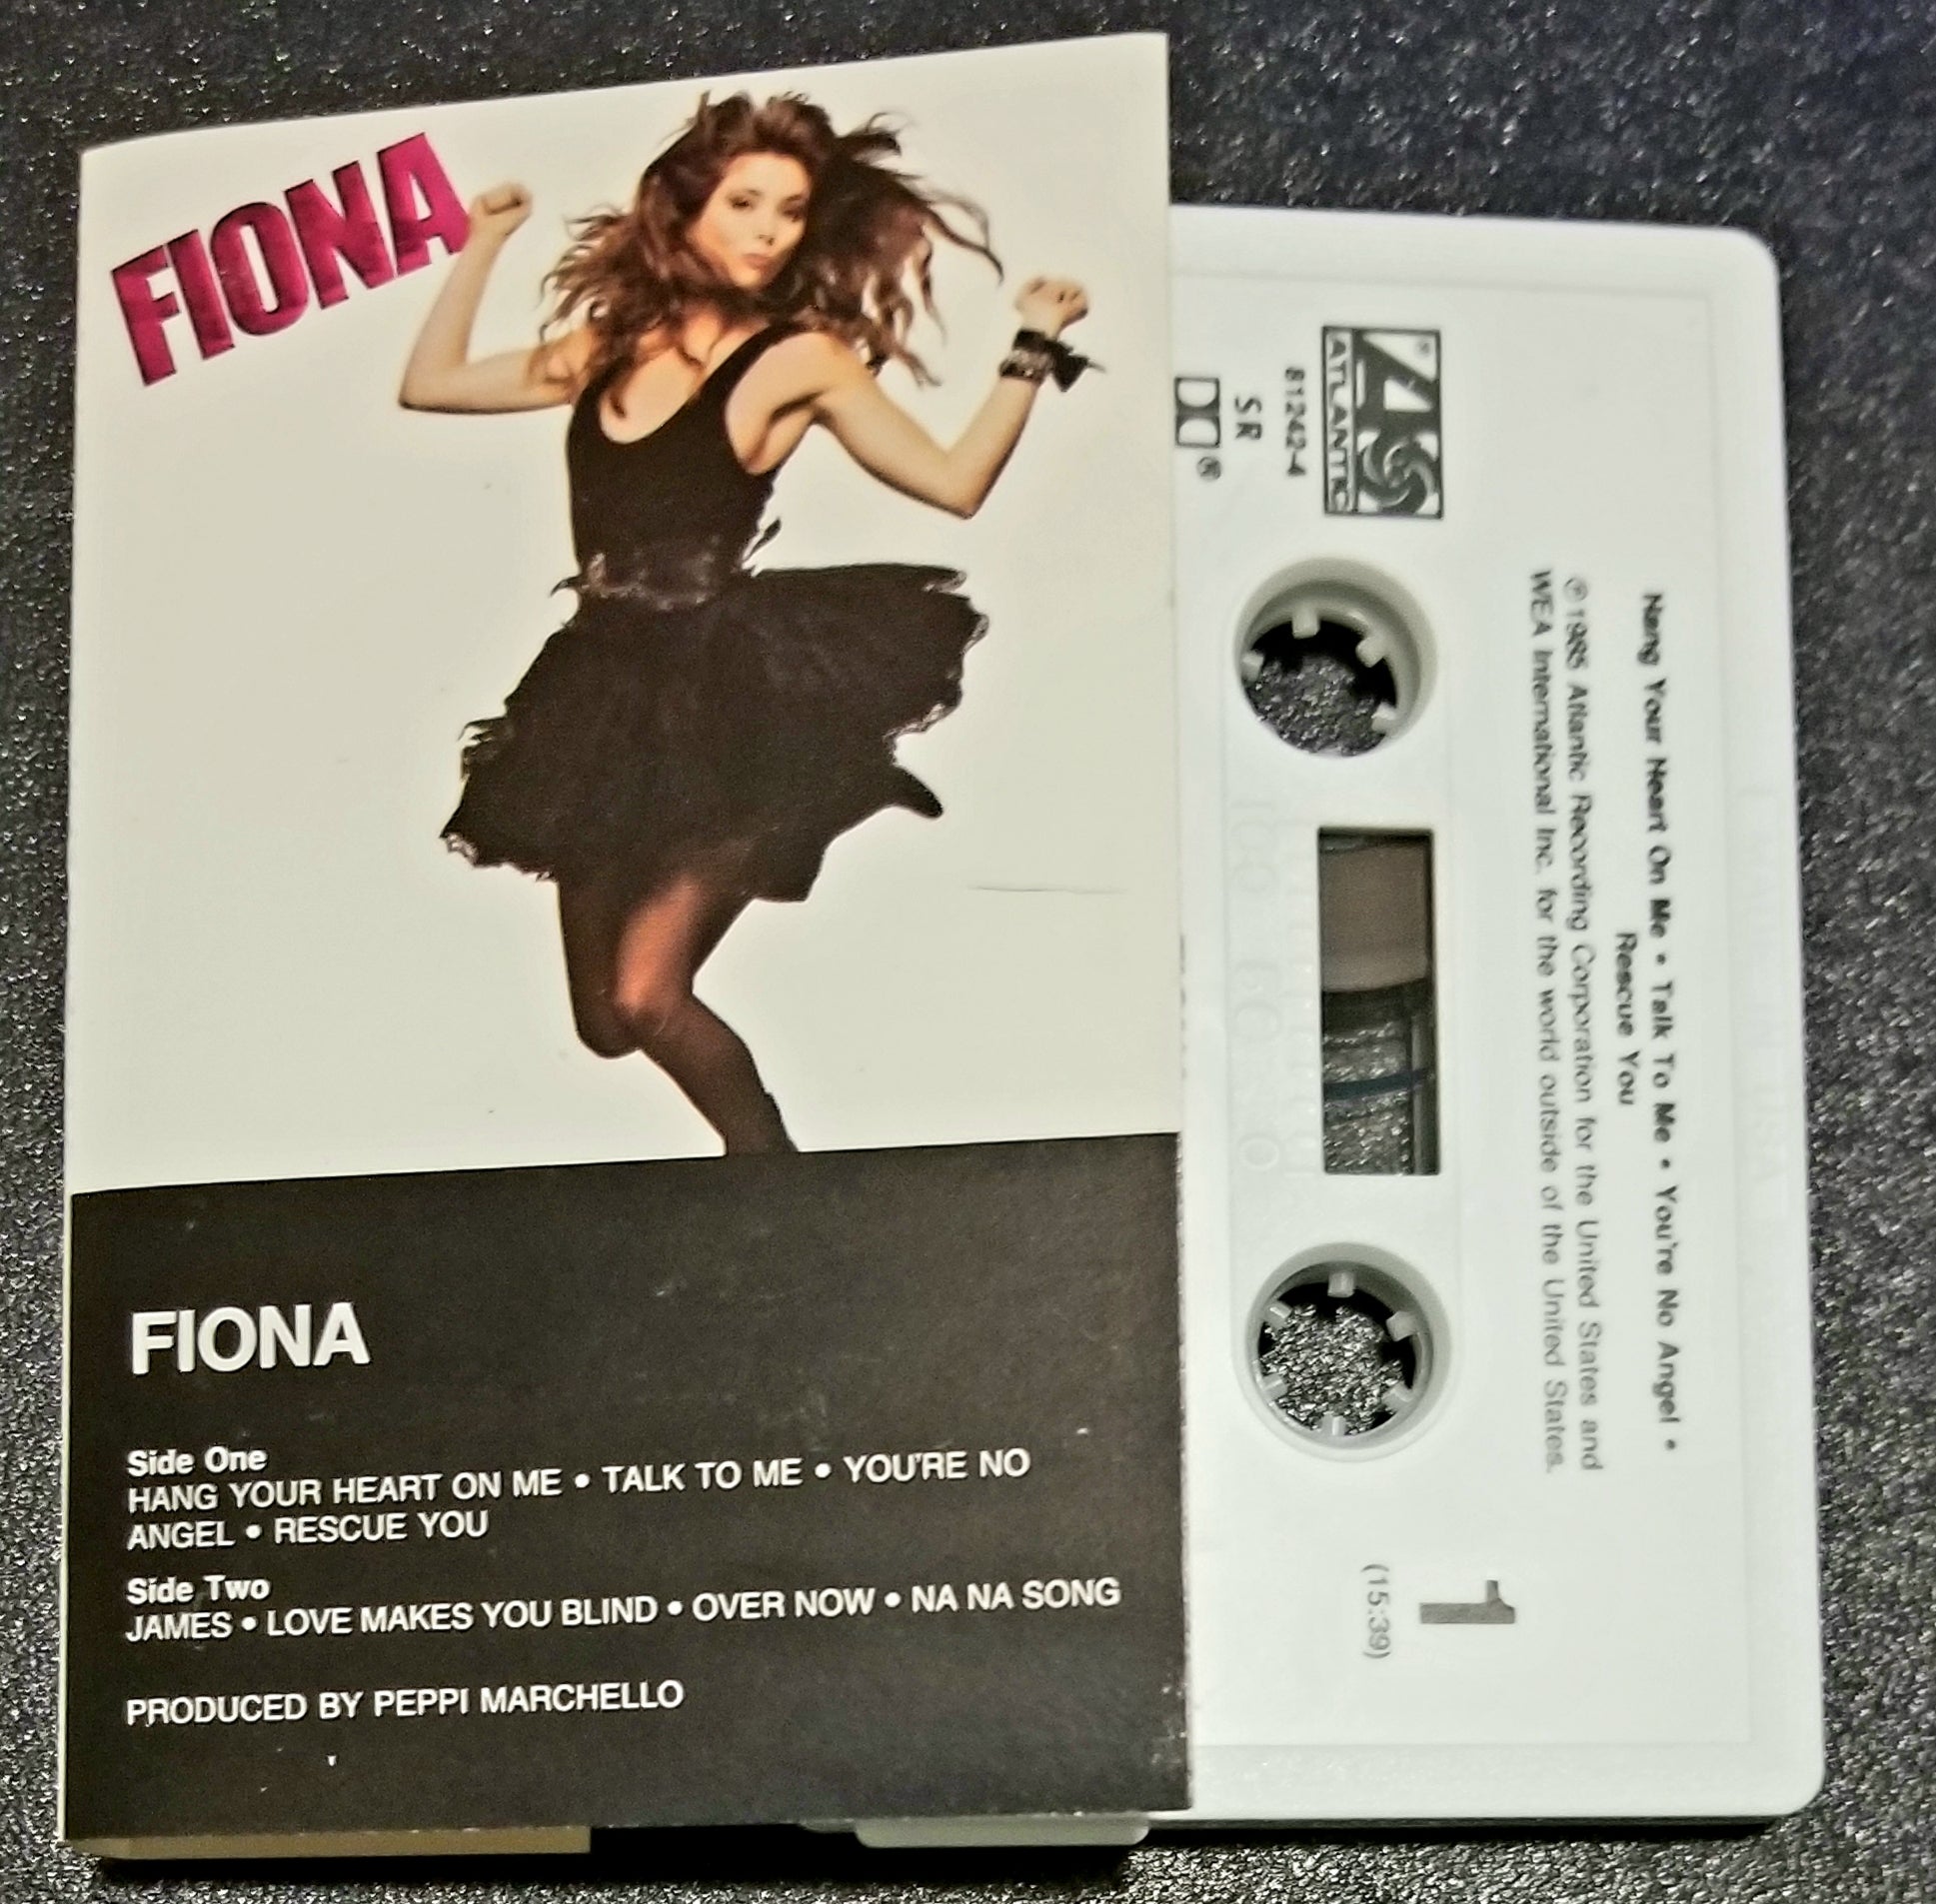 FIONA
FIONA
Side One
HANG YOUR HEART ON ME • TALK TO ME • YOU'RE NO
ANGEL • RESCUE YOU
Side Two
JAMES • LOVE MAKES YOU BLIND • OVER NOW • NA NA SONG
PRODUCED BY PEPPI MARCHELLO
Hang Your Heart On Me • Talk To Me • You're No Angel •
Rescue You
℗1985 Atlantic Recording Corporation for the United States and
WEA International Inc. for the world outside of the United States.
® ATLANTIC
81242-4
SR
®
1
(15:39)